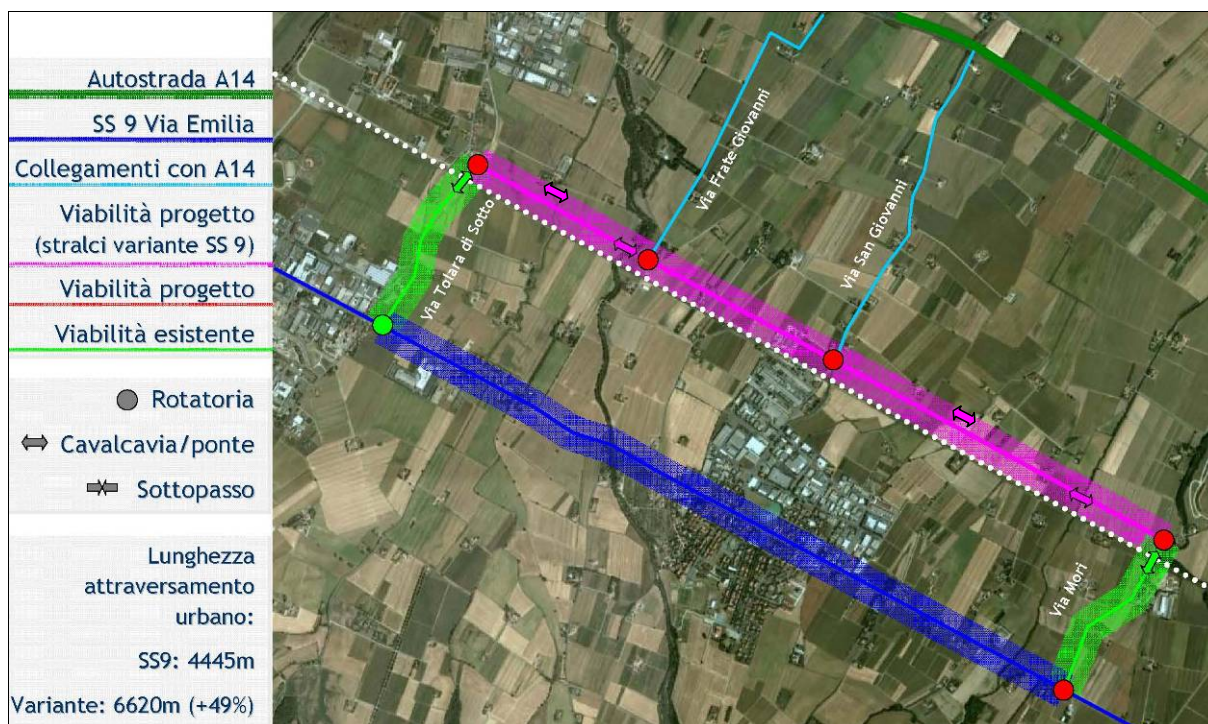 Autostrada A14
SS 9 Via Emilia
Collegamenti con A14
Viabilità progetto
(stralci variante SS 9)
Viabilità progetto
Viabilità esistente
Rotatoria
Cavalcavia/ponte
Sottopasso
Lunghezza
attraversamento
urbano:
SS9: 4445m
Variante: 6620m (+49%)
Via Tolara di Sotto
Via Frate Giovanni
Via San Giovanni
Via Mori